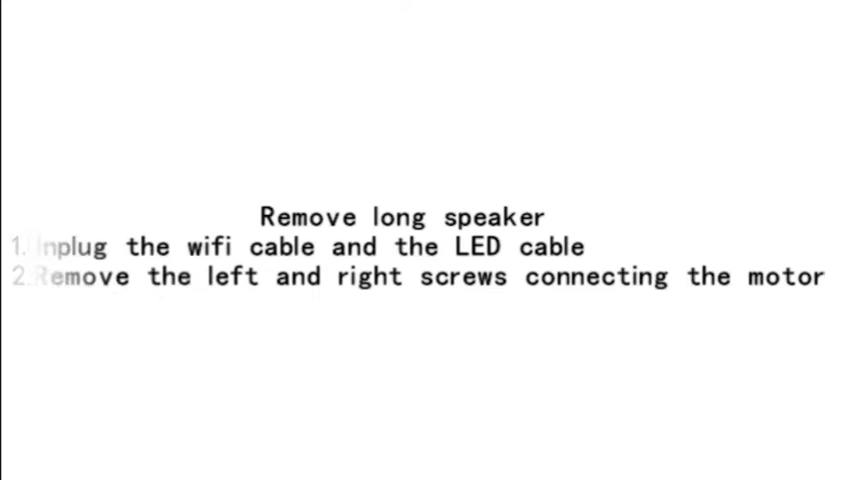 Remove long speaker
1.Unplug the wifi cable and the LED cable
2.Remove the left and right screws connecting the motor